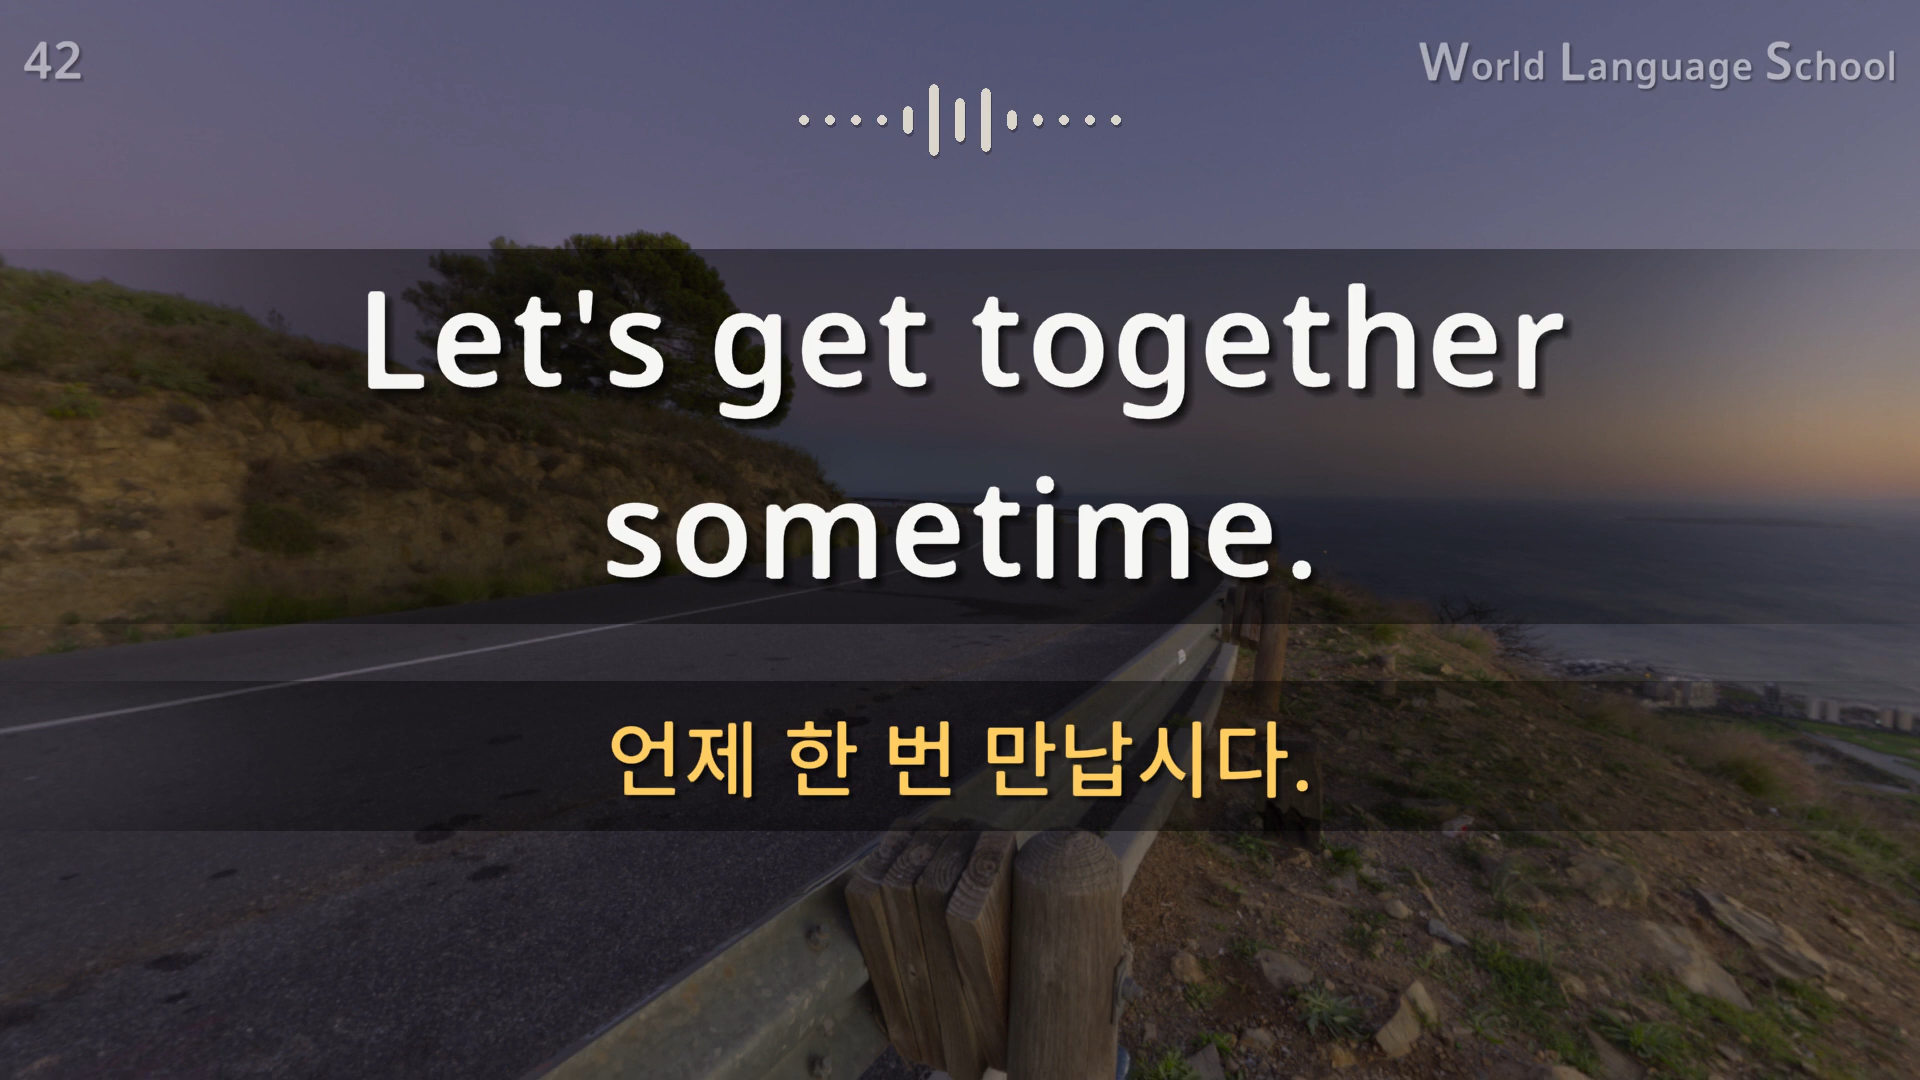 42
World Language School
Let's get together
sometime.
언제 한 번 만납시다.